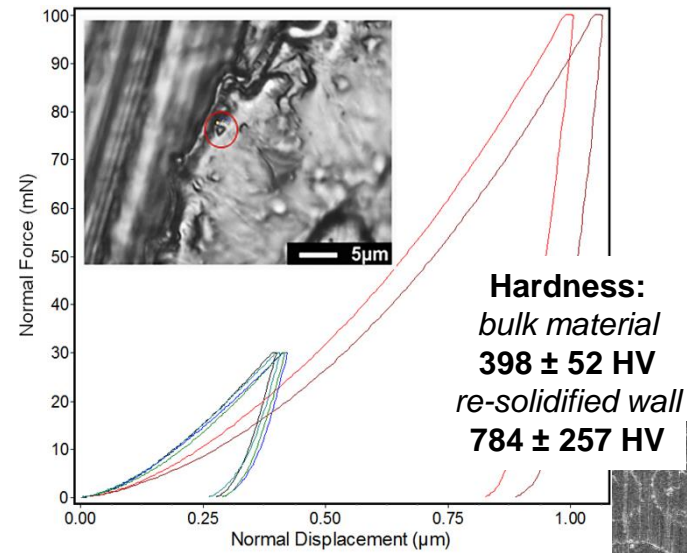 100
90
80
70
60
50
40
30
20
10
0
Normal Force (mN)
5µm
Hardness:
bulk material
398 ± 52 HV
re-solidified wall
784 ± 257 HV
0.00
0.25
0.50
0.75
1.00
Normal Displacement (µm)